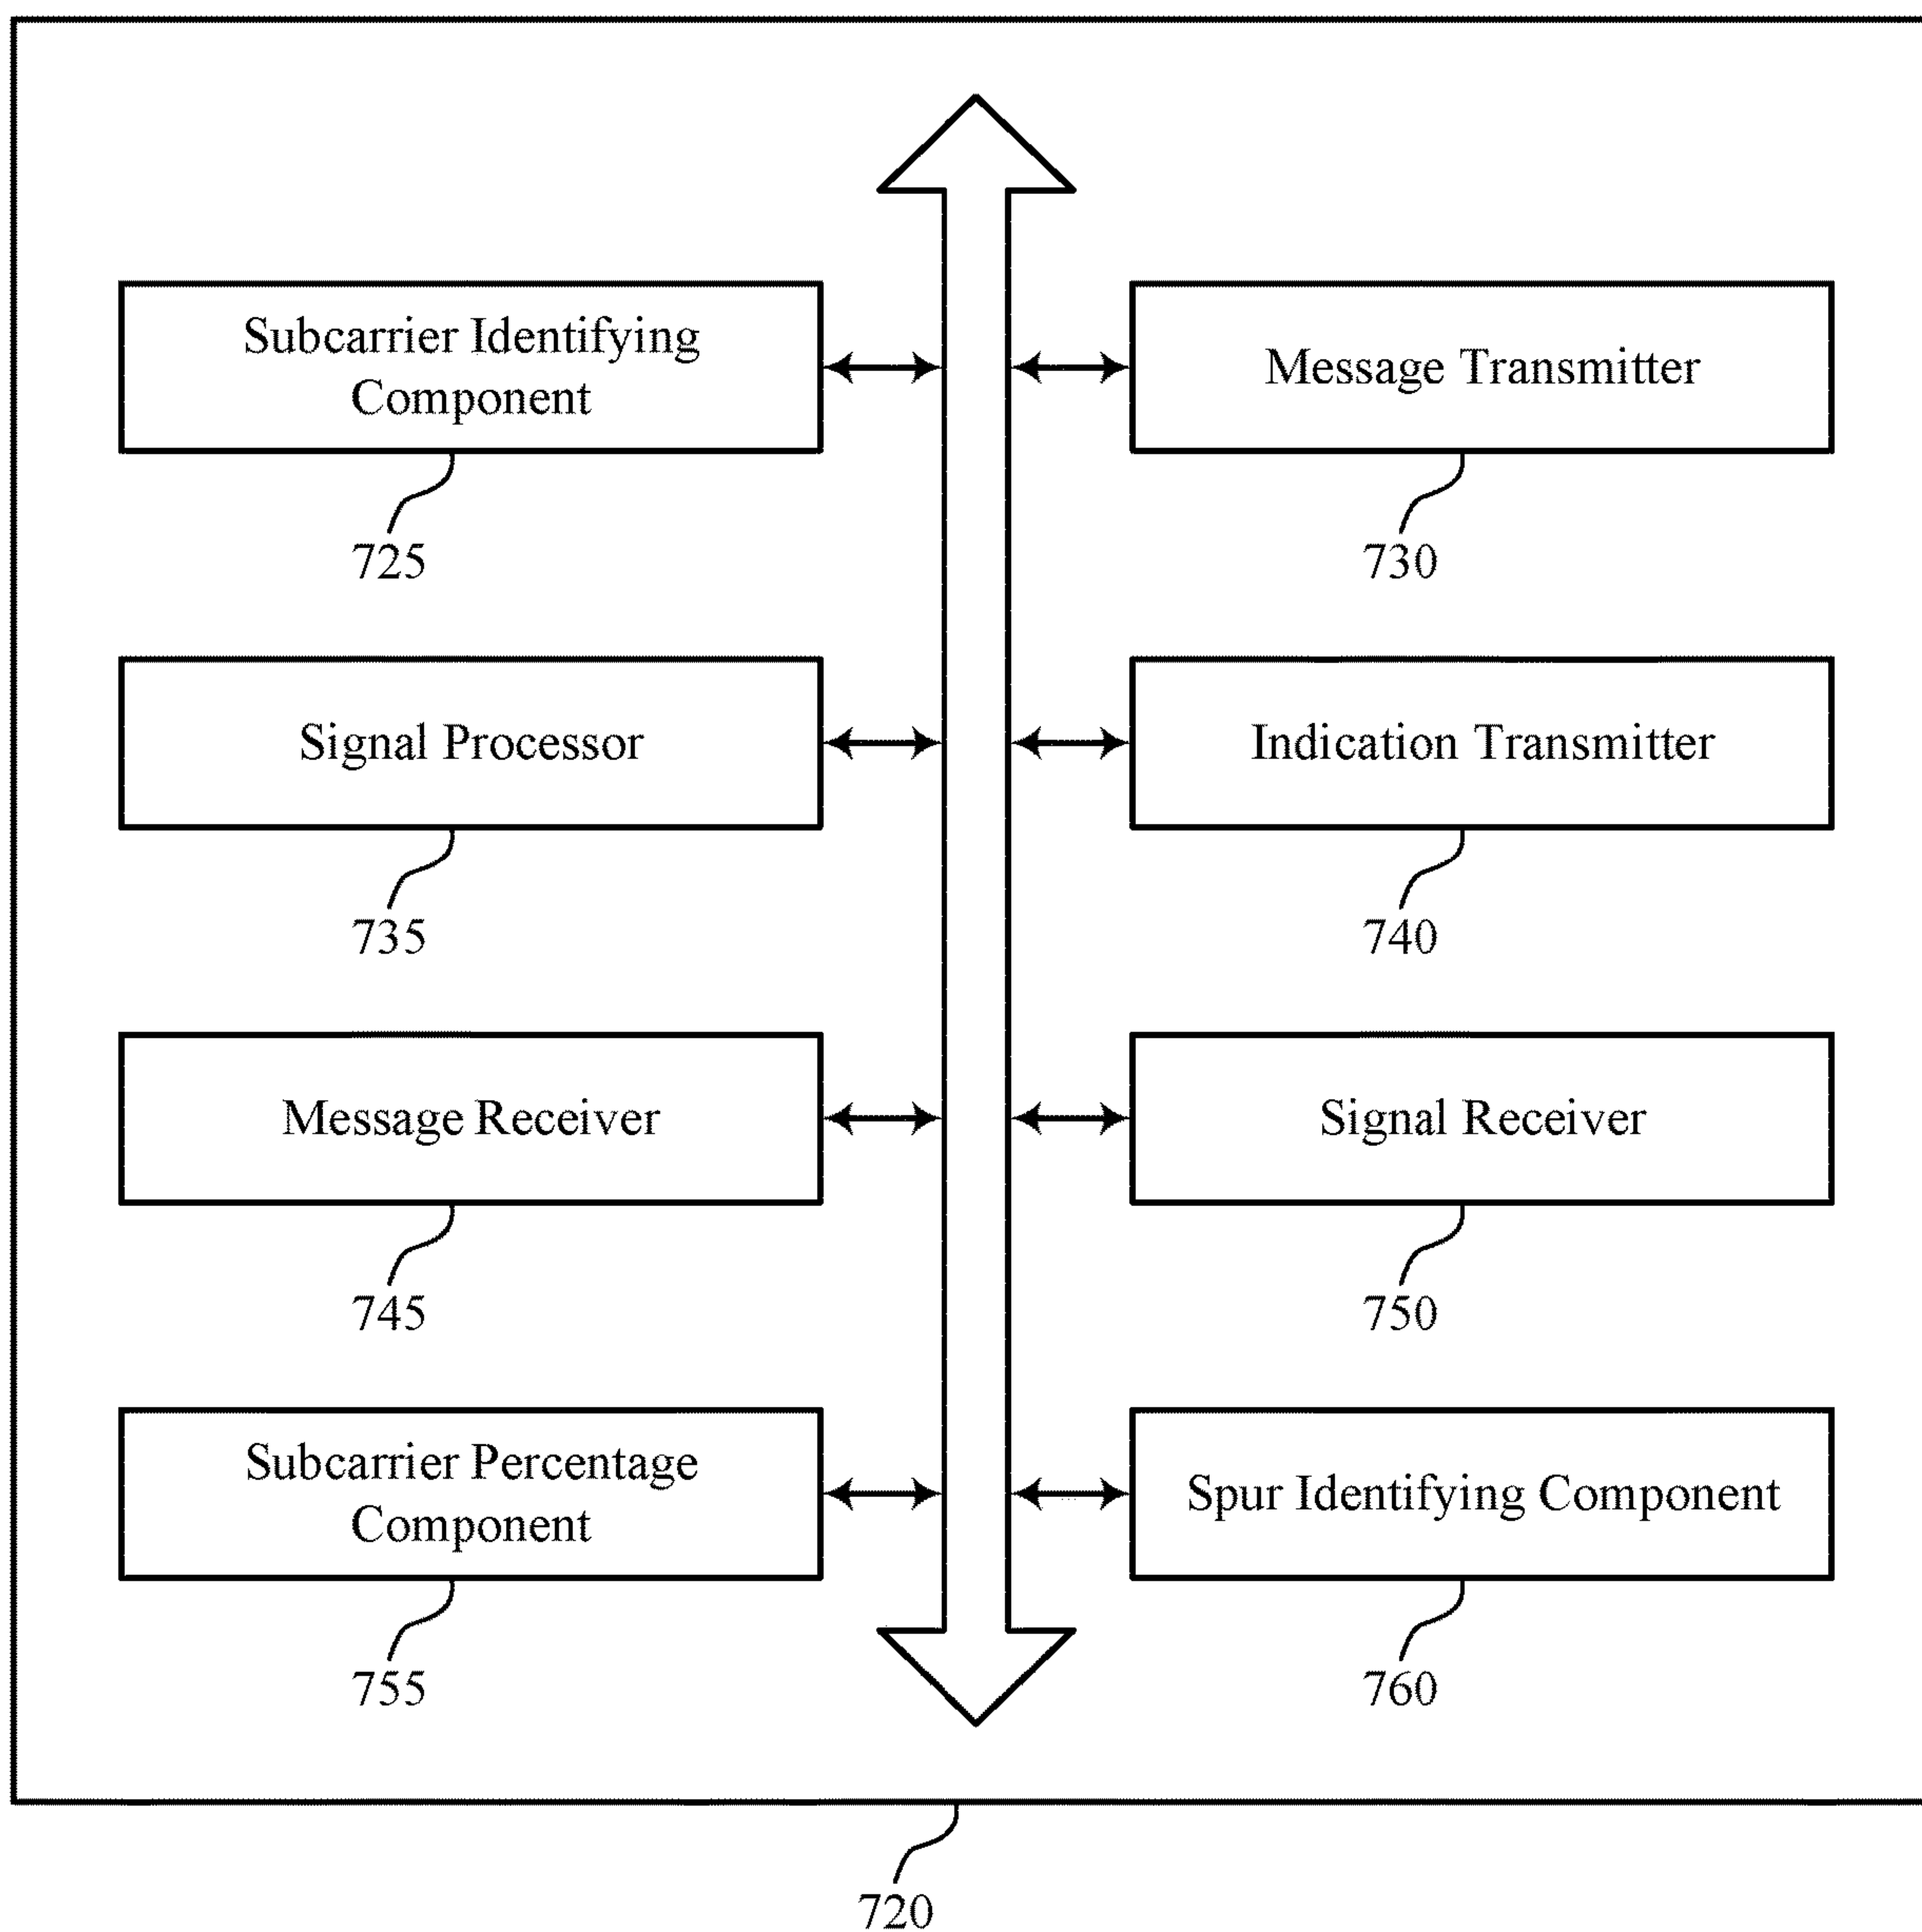 Subcarrier Identifying
Component
725
Message Transmitter
730
Signal Processor
735
Indication Transmitter
740
Message Receiver
745
Signal Receiver
750
Subcarrier Percentage
Component
755
Spur Identifying Component
760
720